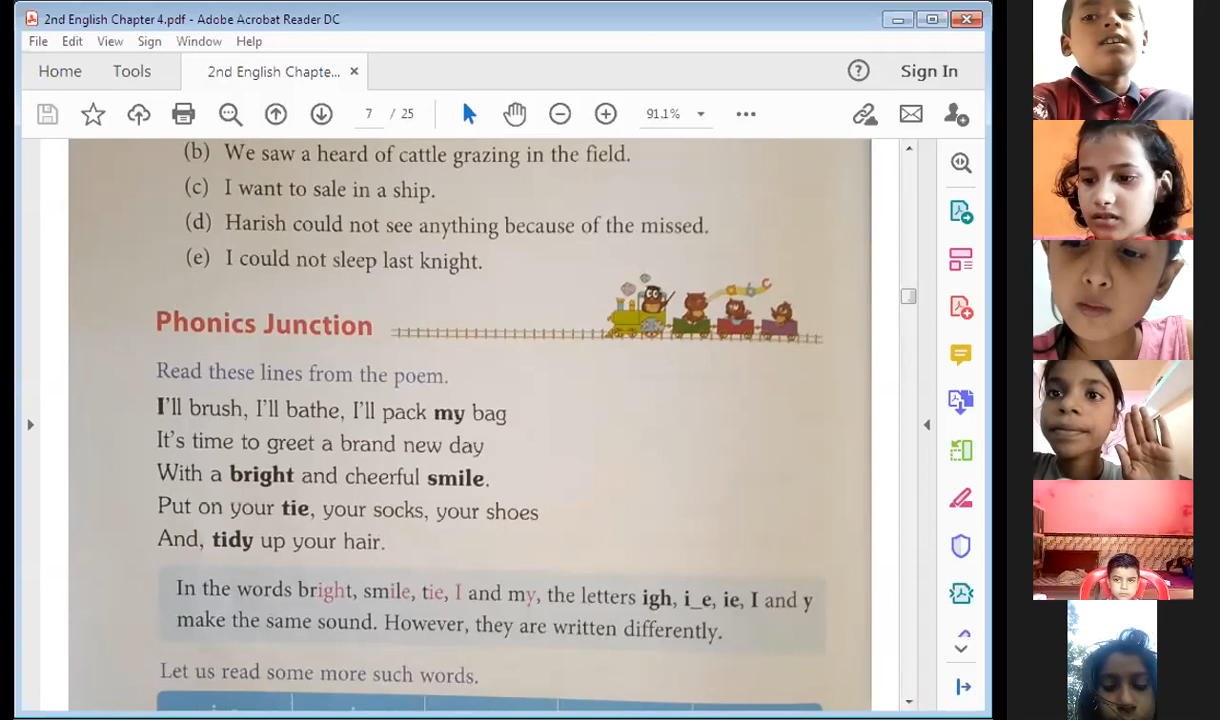 2nd English Chapter 4.pdf - Adobe Acrobat Reader DC
File Edit View Sign Window Help
Home Tools 2nd English Chapte... Sign In
7 / 25 91.1%
(b) We saw a heard of cattle grazing in the field.
(c) I want to sale in a ship.
(d) Harish could not see anything because of the missed.
(e) I could not sleep last knight.
Phonics Junction
Read these lines from the poem.
I'll brush, I'll bathe, I'll pack my bag
It's time to greet a brand new day
With a bright and cheerful smile.
Put on your tie, your socks, your shoes
And, tidy up your hair.
In the words bright, smile, tie, I and my, the letters igh, i_e, ie, I and y
make the same sound. However, they are written differently.
Let us read some more such words.